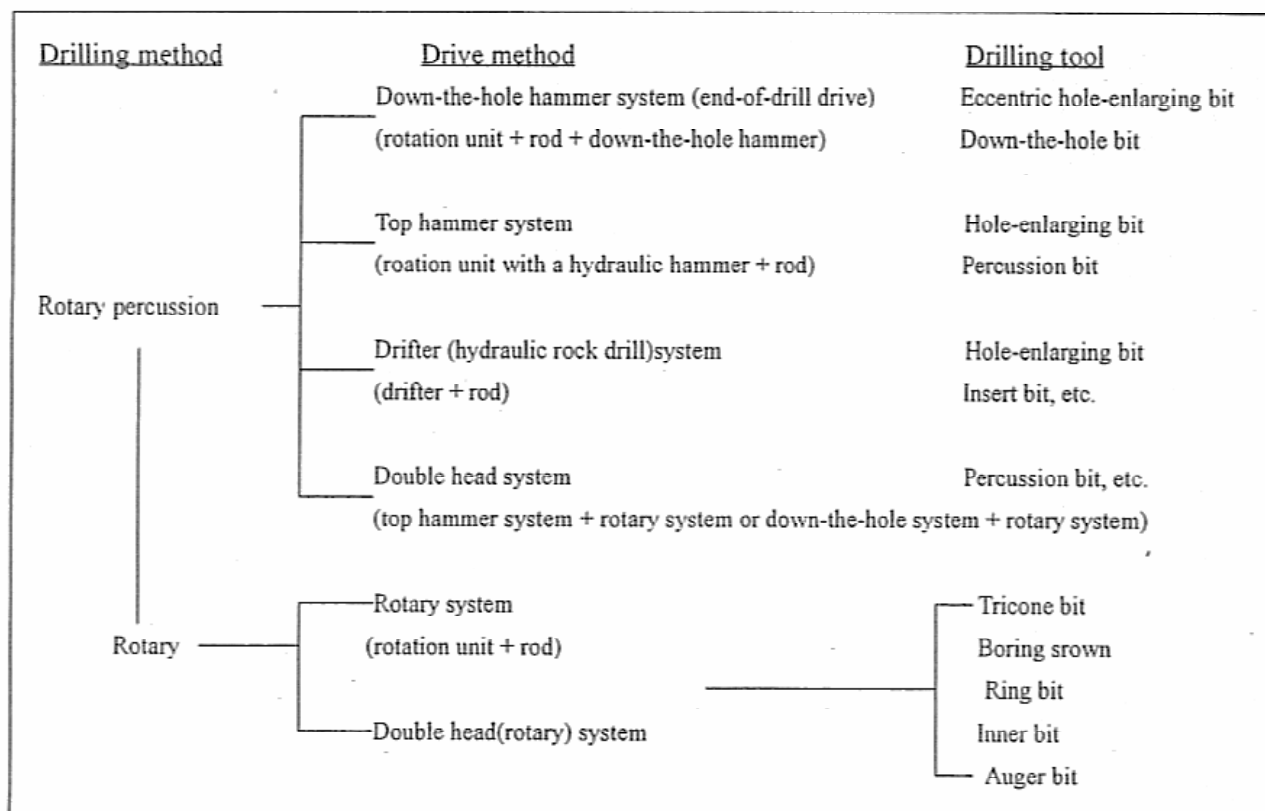 Drilling method Drive method Drilling tool
Down-the-hole hammer system (end-of-drill drive) Eccentric hole-enlarging bit
(rotation unit + rod + down-the-hole hammer) Down-the-hole bit
Top hammer system Hole-enlarging bit
(roation unit with a hydraulic hammer + rod) Percussion bit
Rotary percussion
Drifter (hydraulic rock drill)system Hole-enlarging bit
(drifter + rod) Insert bit, etc.
Double head system Percussion bit, etc.
(top hammer system + rotary system or down-the-hole system + rotary system)
Rotary system Tricone bit
Rotary (rotation unit + rod) Boring srown
Ring bit
Double head(rotary) system Inner bit
Auger bit